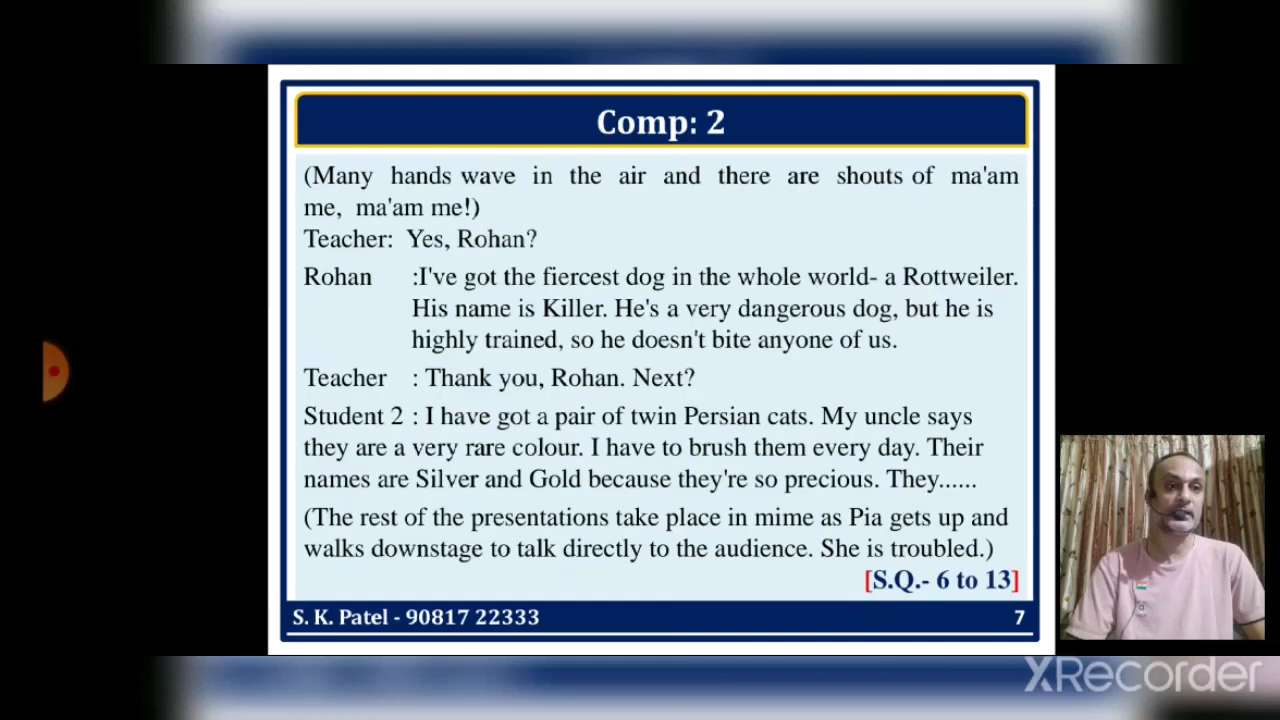 Comp: 2
(Many hands wave in the air and there are shouts of ma'am
me, ma'am me!)
Teacher: Yes, Rohan?
Rohan :I've got the fiercest dog in the whole world- a Rottweiler.
His name is Killer. He's a very dangerous dog, but he is
highly trained, so he doesn't bite anyone of us.
Teacher : Thank you, Rohan. Next?
Student 2 : I have got a pair of twin Persian cats. My uncle says
they are a very rare colour. I have to brush them every day. Their
names are Silver and Gold because they're so precious. They......
(The rest of the presentations take place in mime as Pia gets up and
walks downstage to talk directly to the audience. She is troubled.)
[S.Q.- 6 to 13]
S. K. Patel - 90817 22333 7
XRecorder